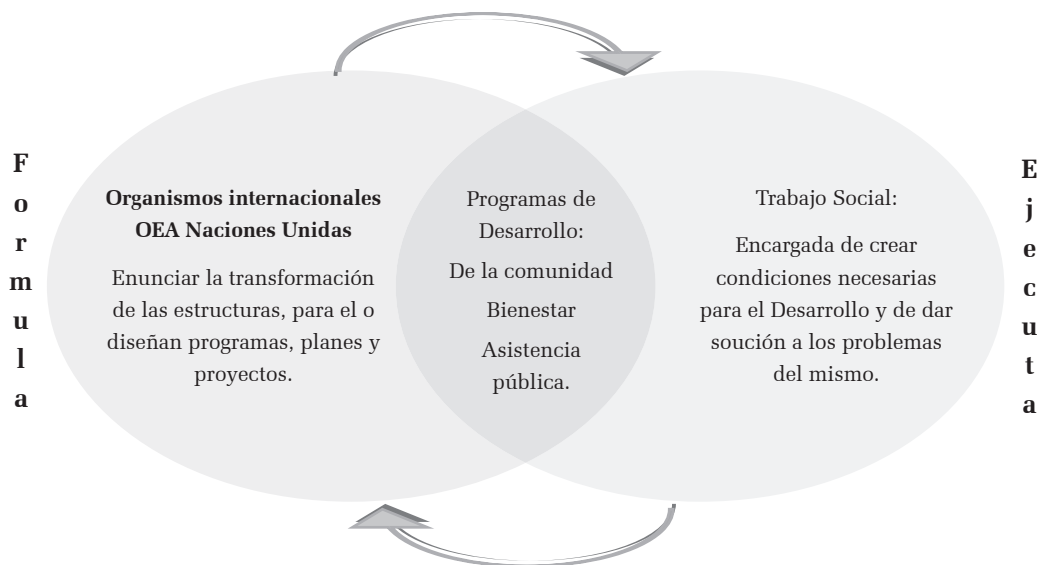 Formula
Organismos internacionales
OEA Naciones Unidas
Enunciar la transformación
de las estructuras, para el o
diseñan programas, planes y
proyectos.
Programas de
Desarrollo:
De la comunidad
Bienestar
Asistencia
pública.
Trabajo Social:
Encargada de crear
condiciones necesarias
para el Desarrollo y de dar
soución a los problemas
del mismo.
Ejecuta